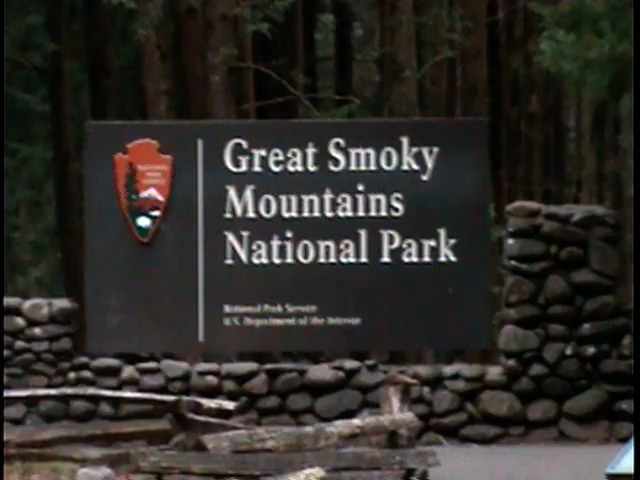 Great Smoky
Mountains
National Park
National Park Service
U.S. Department of the Interior